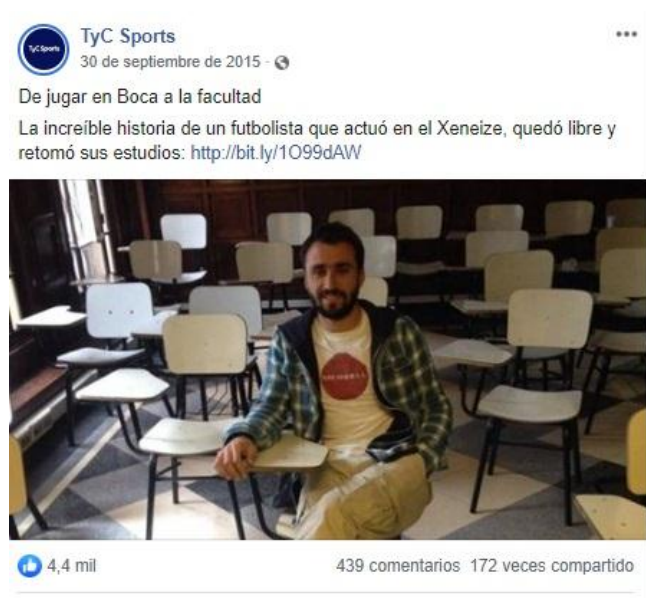 TyC Sports
TyC Sports
30 de septiembre de 2015 ·
De jugar en Boca a la facultad
La increíble historia de un futbolista que actuó en el Xeneize, quedó libre y
retomó sus estudios: http://bit.ly/1O99dAW
4,4 mil
439 comentarios 172 veces compartido